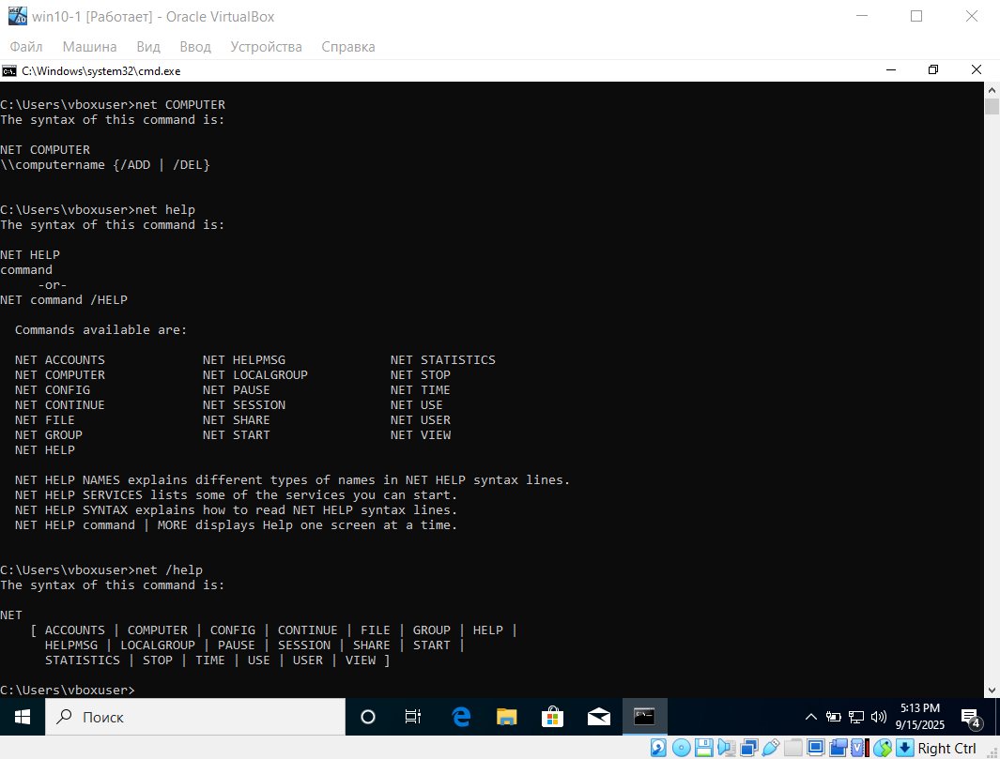 win10-1 [Работает] - Oracle VirtualBox
Файл Машина Вид Ввод Устройства Справка
C:\Windows\system32\cmd.exe
C:\Users\vboxuser>net COMPUTER
The syntax of this command is:
NET COMPUTER
\\computername {/ADD | /DEL}
C:\Users\vboxuser>net help
The syntax of this command is:
NET HELP
command
-or-
NET command /HELP
Commands available are:
NET ACCOUNTS NET HELPMSG NET STATISTICS
NET COMPUTER NET LOCALGROUP NET STOP
NET CONFIG NET PAUSE NET TIME
NET CONTINUE NET SESSION NET USE
NET FILE NET SHARE NET USER
NET GROUP NET START NET VIEW
NET HELP
NET HELP NAMES explains different types of names in NET HELP syntax lines.
NET HELP SERVICES lists some of the services you can start.
NET HELP SYNTAX explains how to read NET HELP syntax lines.
NET HELP command | MORE displays Help one screen at a time.
C:\Users\vboxuser>net /help
The syntax of this command is:
NET
[ ACCOUNTS | COMPUTER | CONFIG | CONTINUE | FILE | GROUP | HELP |
HELPMSG | LOCALGROUP | PAUSE | SESSION | SHARE | START |
STATISTICS | STOP | TIME | USE | USER | VIEW ]
C:\Users\vboxuser>
Поиск
5:13 PM
9/15/2025
4
Right Ctrl